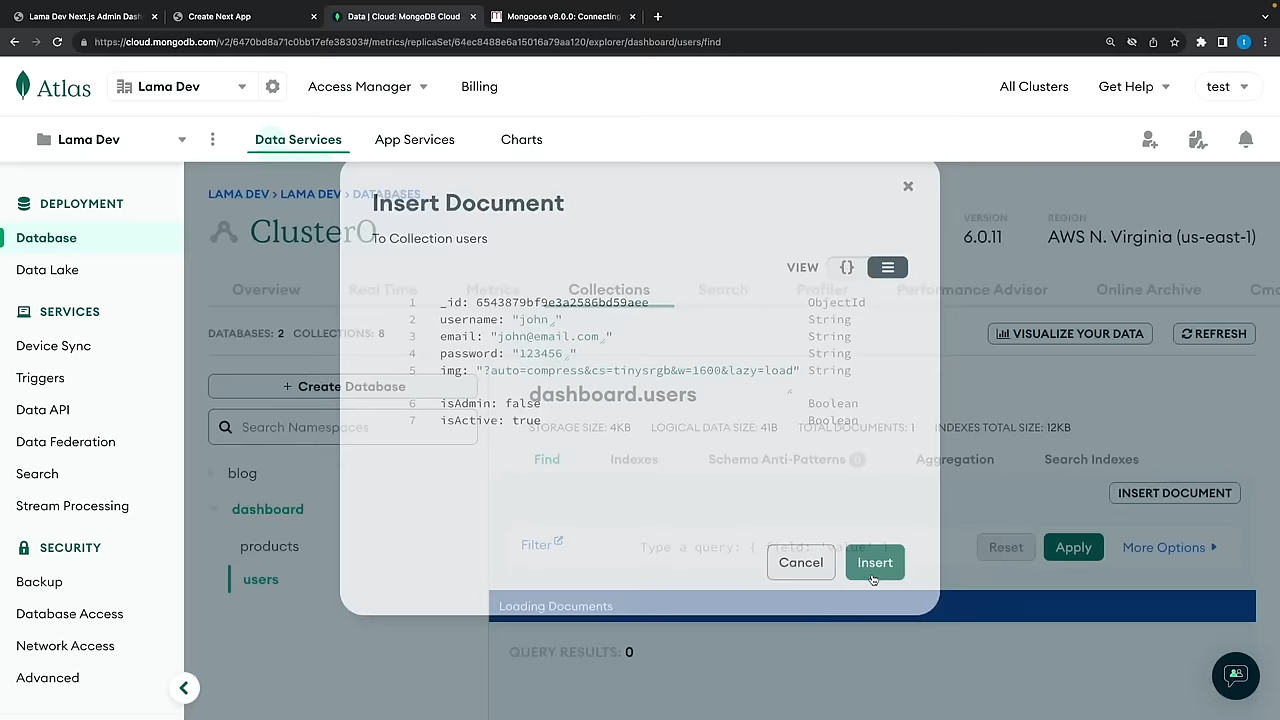 Lama Dev Next.js Admin Dash
Create Next App
Data | Cloud: MongoDB Cloud
Mongoose v8.0.0: Connecting
https://cloud.mongodb.com/v2/6470bd8a71c0bb17efe38303#/metrics/replicaSet/64ec8488e6a15016a79aa120/explorer/dashboard/users/find
t
Atlas
Lama Dev
Access Manager
Billing
All Clusters
Get Help
test
Lama Dev
Data Services
App Services
Charts
DEPLOYMENT
Database
Data Lake
SERVICES
Device Sync
Triggers
Data API
Data Federation
Search
Stream Processing
SECURITY
Backup
Database Access
Network Access
Advanced
LAMA DEV > LAMA DEV > DATABASES
Cluster0
VERSION
6.0.11
REGION
AWS N. Virginia (us-east-1)
Overview
Real Time
Metrics
Collections
Search
Profiler
Performance Advisor
Online Archive
Cmd
DATABASES: 2 COLLECTIONS: 8
VISUALIZE YOUR DATA
REFRESH
+ Create Database
Search Namespaces
blog
dashboard
products
users
dashboard.users
STORAGE SIZE: 4KB LOGICAL DATA SIZE: 41B TOTAL DOCUMENTS: 1 INDEXES TOTAL SIZE: 12KB
Find
Indexes
Schema Anti-Patterns 0
Aggregation
Search Indexes
INSERT DOCUMENT
Filter
Type a query: { field: 'value' }
Reset
Apply
More Options
Loading Documents
QUERY RESULTS: 0
Insert Document
To Collection users
VIEW {}
1 _id: 6543879bf9e3a2586bd59aee ObjectId
2 username: "john" String
3 email: "john@email.com" String
4 password: "123456" String
5 img: "?auto=compress&cs=tinysrgb&w=1600&lazy=load" String
6 isAdmin: false Boolean
7 isActive: true Boolean
Cancel
Insert